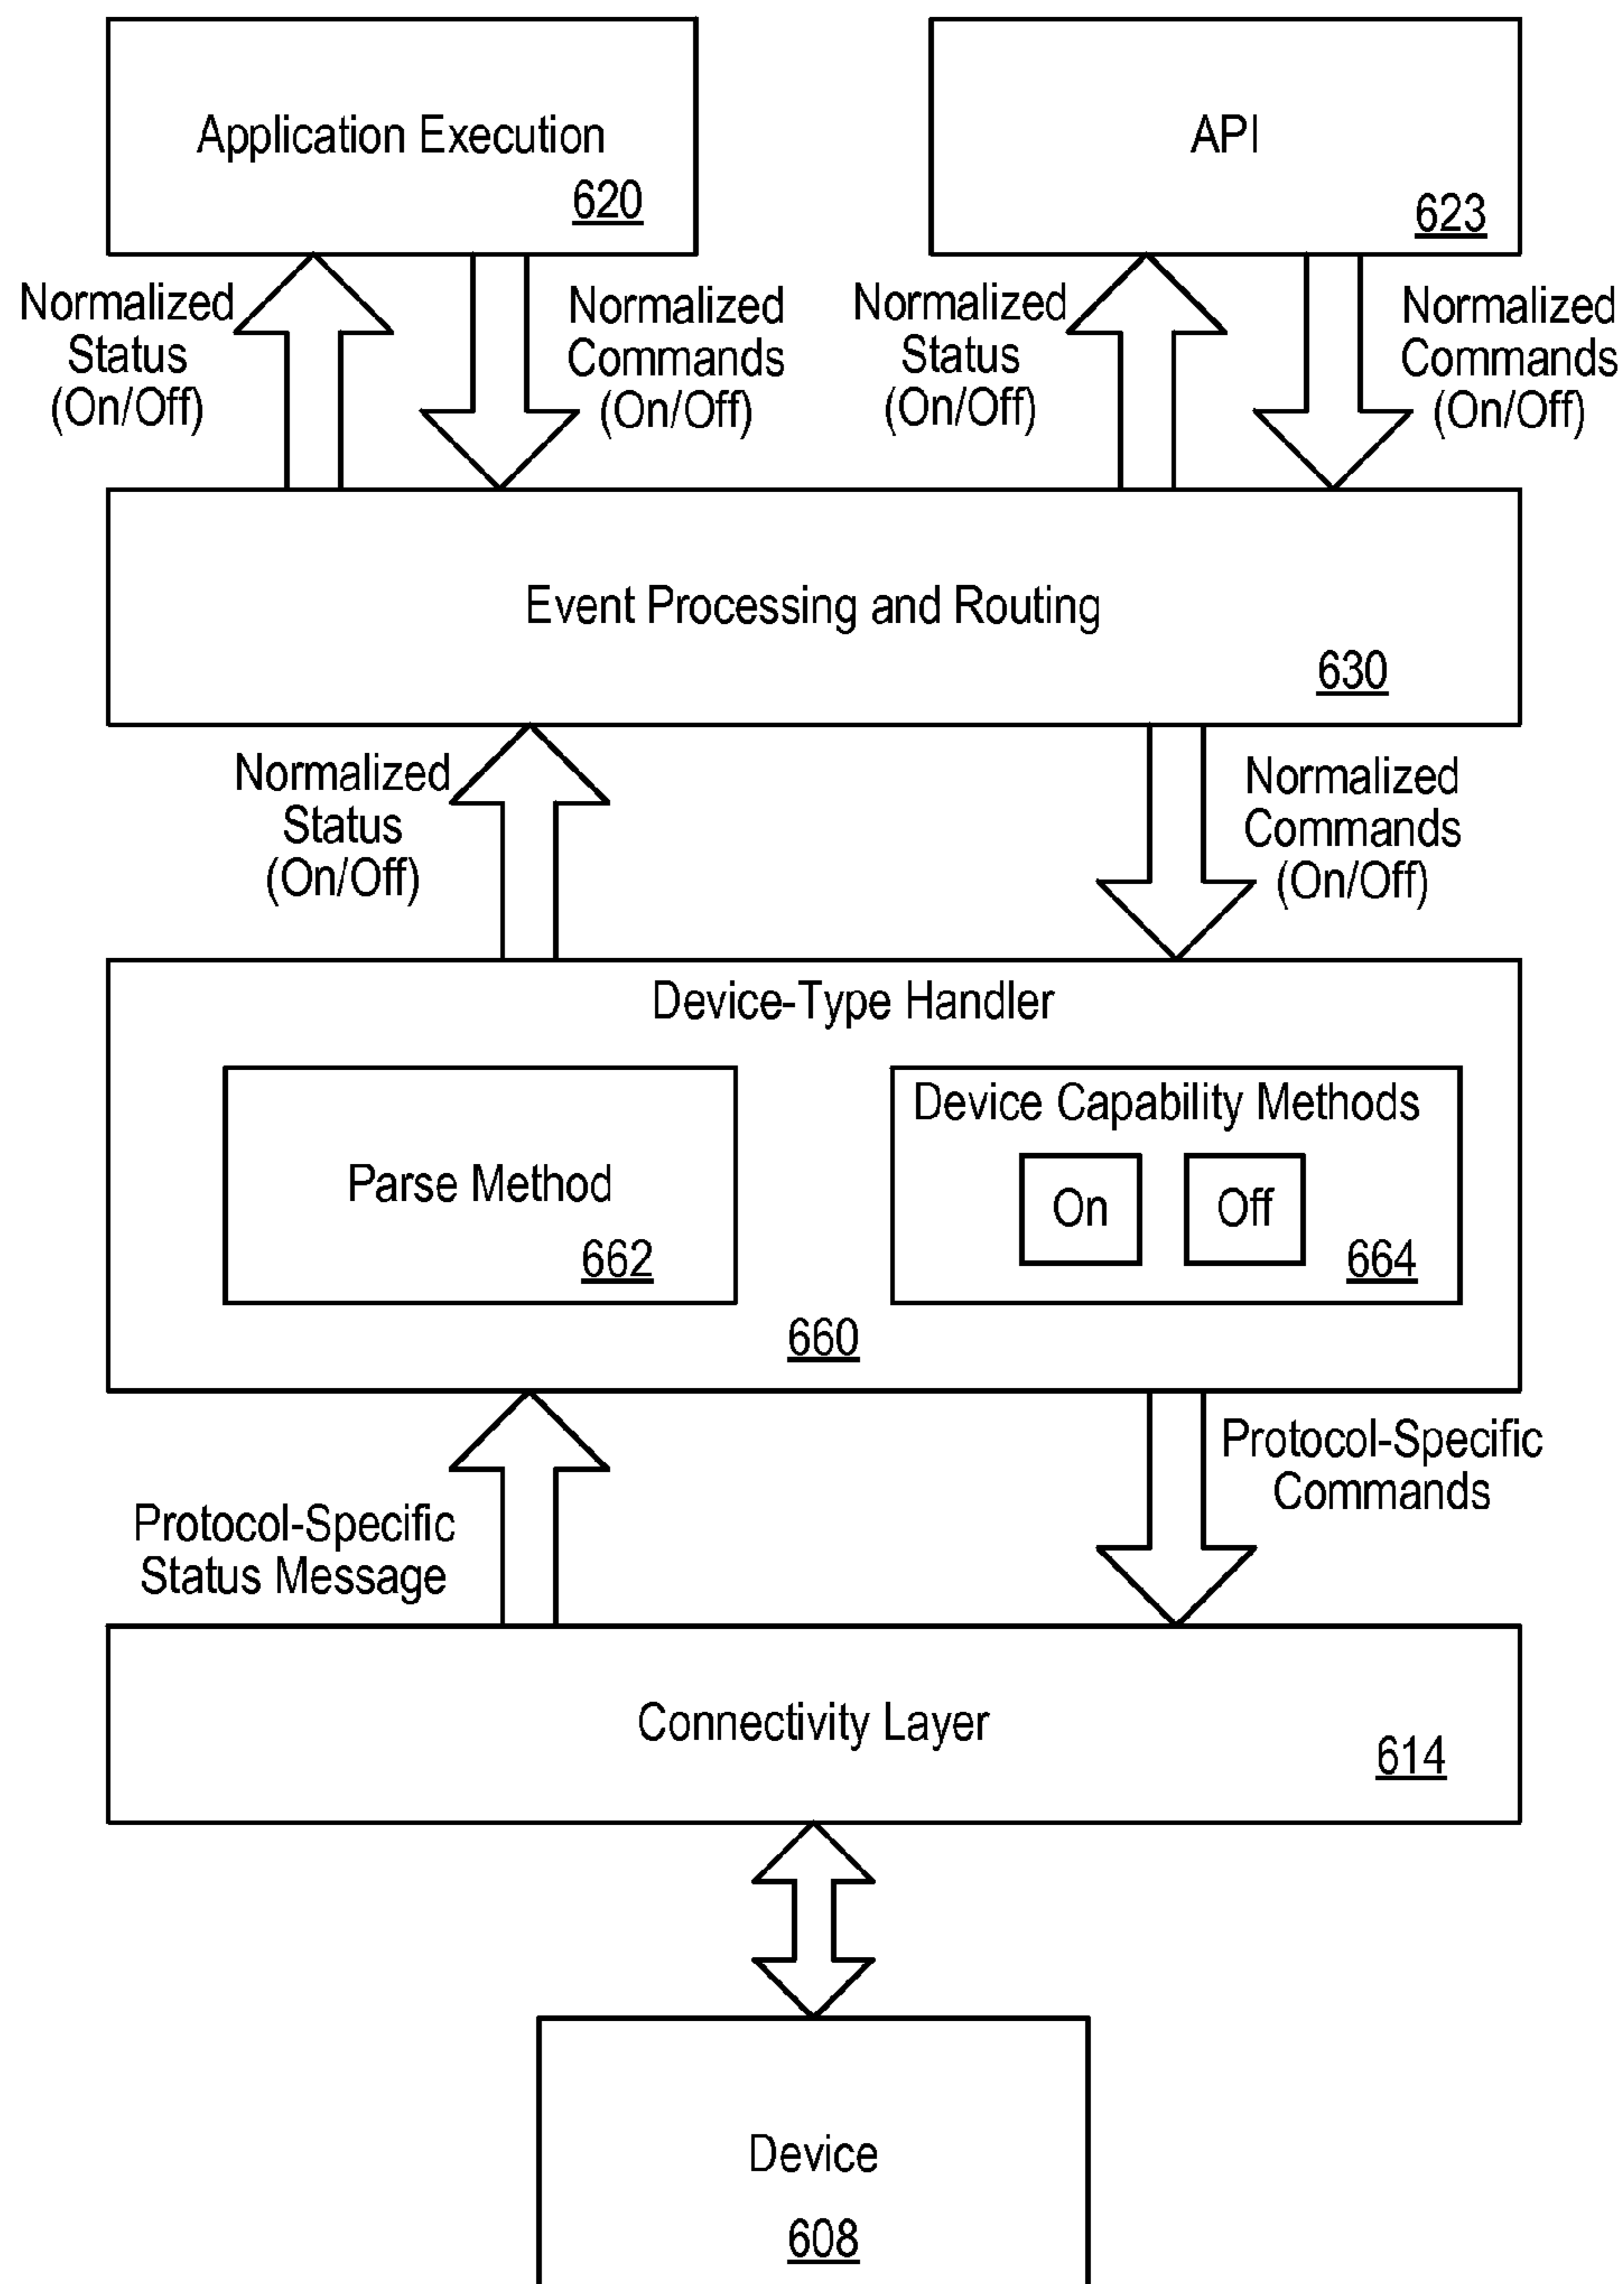 Application Execution
620
API
623
Normalized
Status
(On/Off)
Normalized
Commands
(On/Off)
Normalized
Status
(On/Off)
Normalized
Commands
(On/Off)
Event Processing and Routing
630
Normalized
Status
(On/Off)
Normalized
Commands
(On/Off)
Device-Type Handler
Parse Method
662
Device Capability Methods
On
Off
664
660
Protocol-Specific
Status Message
Protocol-Specific
Commands
Connectivity Layer
614
Device
608